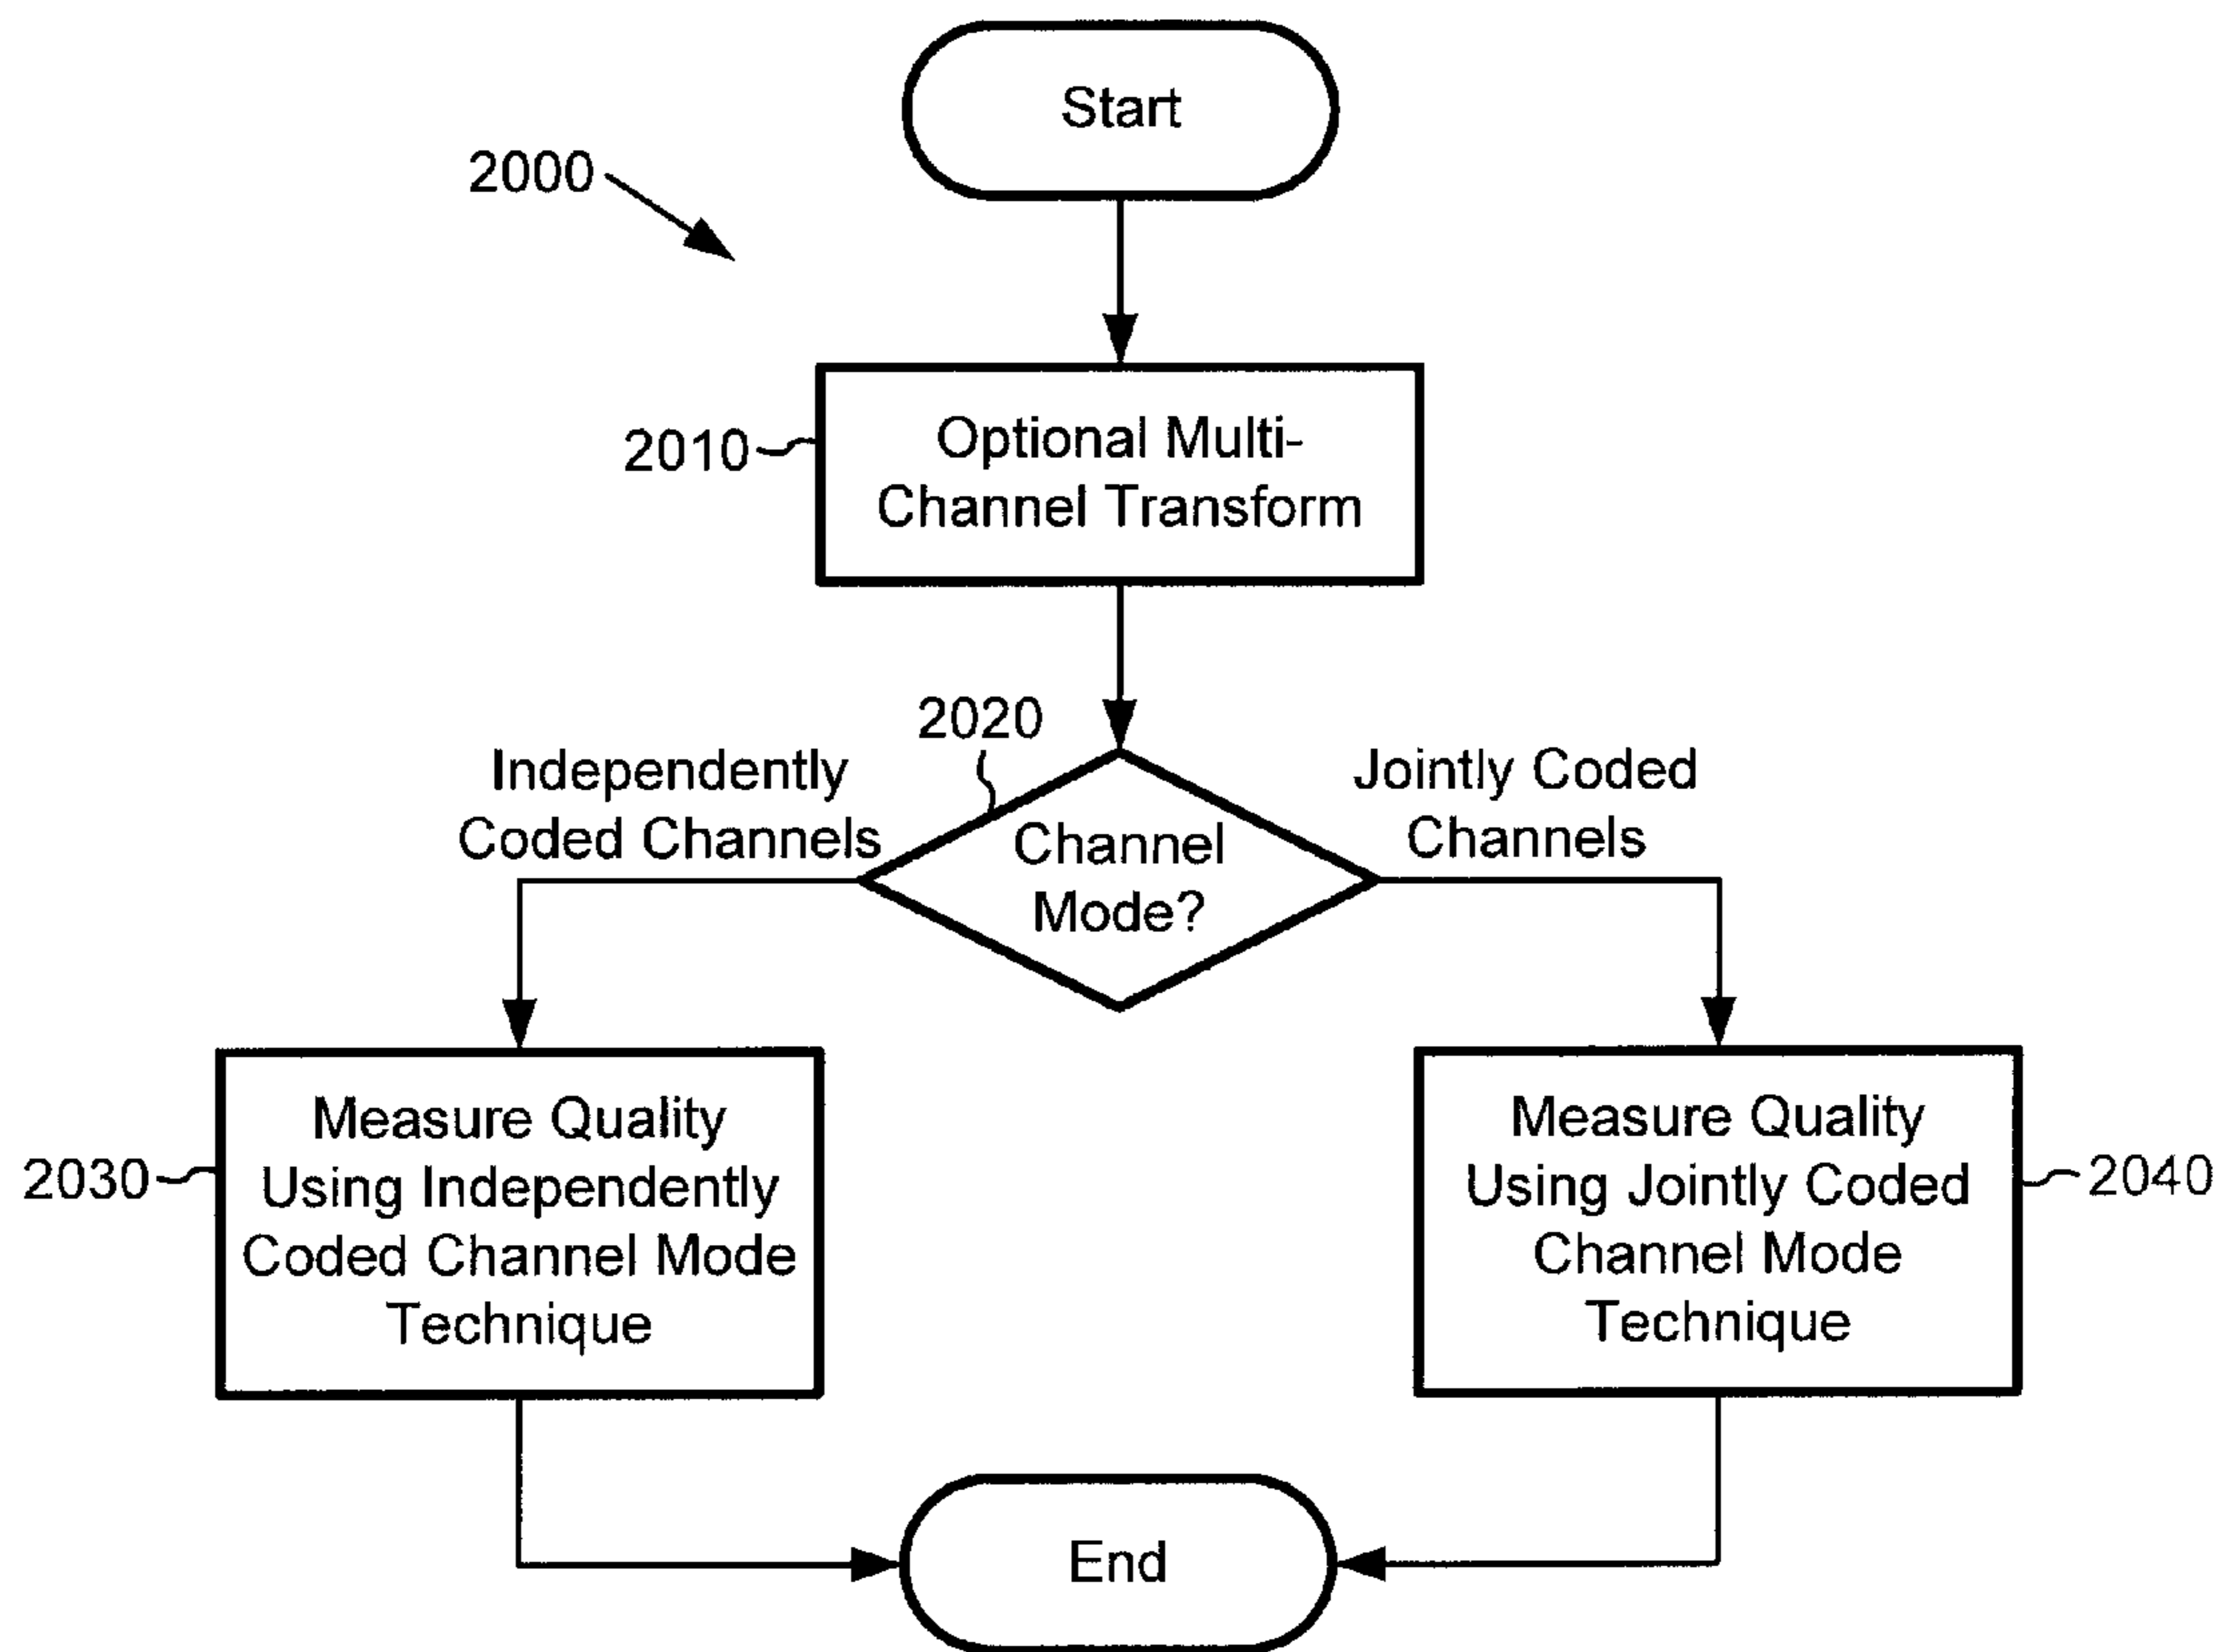 Start
2000
2010
Optional Multi-
Channel Transform
2020
Independently
Coded Channels
Jointly Coded
Channels
Channel
Mode?
2030
Measure Quality
Using Independently
Coded Channel Mode
Technique
Measure Quality
Using Jointly Coded
Channel Mode
Technique
2040
End